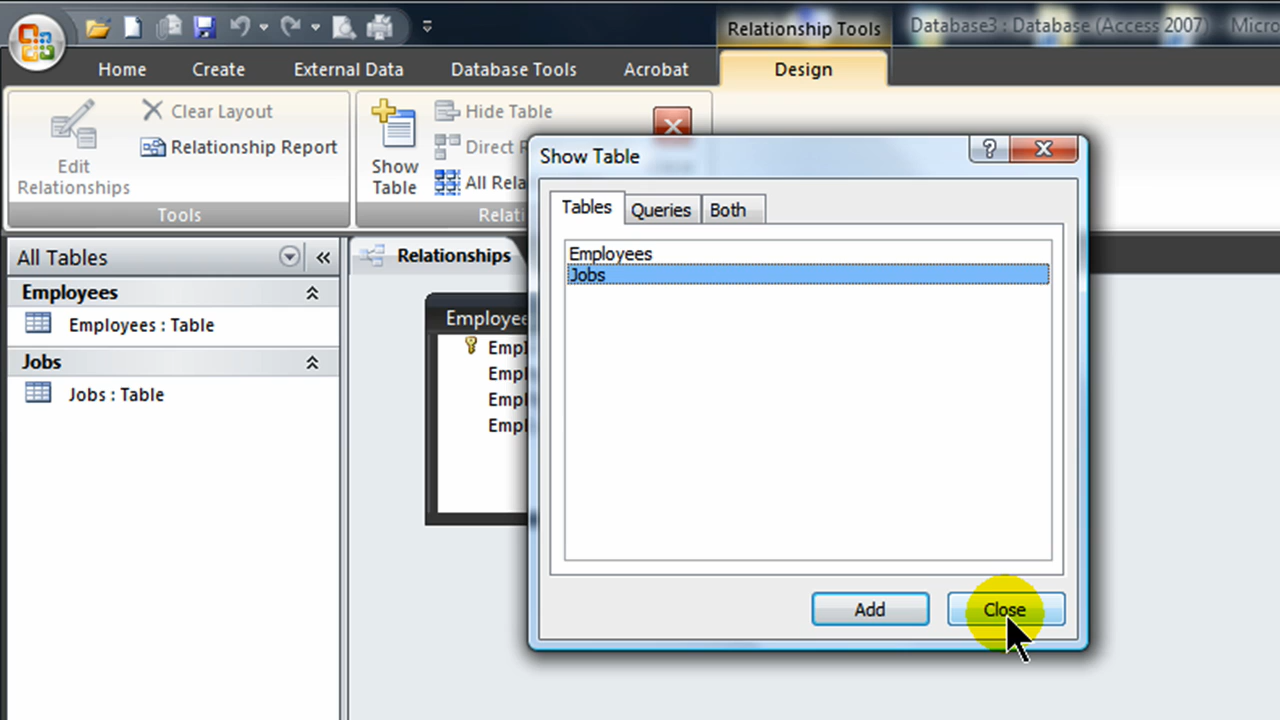 Relationship Tools
Database3 : Database (Access 2007)
Home
Create
External Data
Database Tools
Acrobat
Design
Edit
Relationships
Clear Layout
Relationship Report
Tools
Show
Table
Hide Table
Direct
All
Show Table
Tables
Queries
Both
Employees
Jobs
Add
Close
All Tables
Employees
Employees : Table
Jobs
Jobs : Table
Relationships